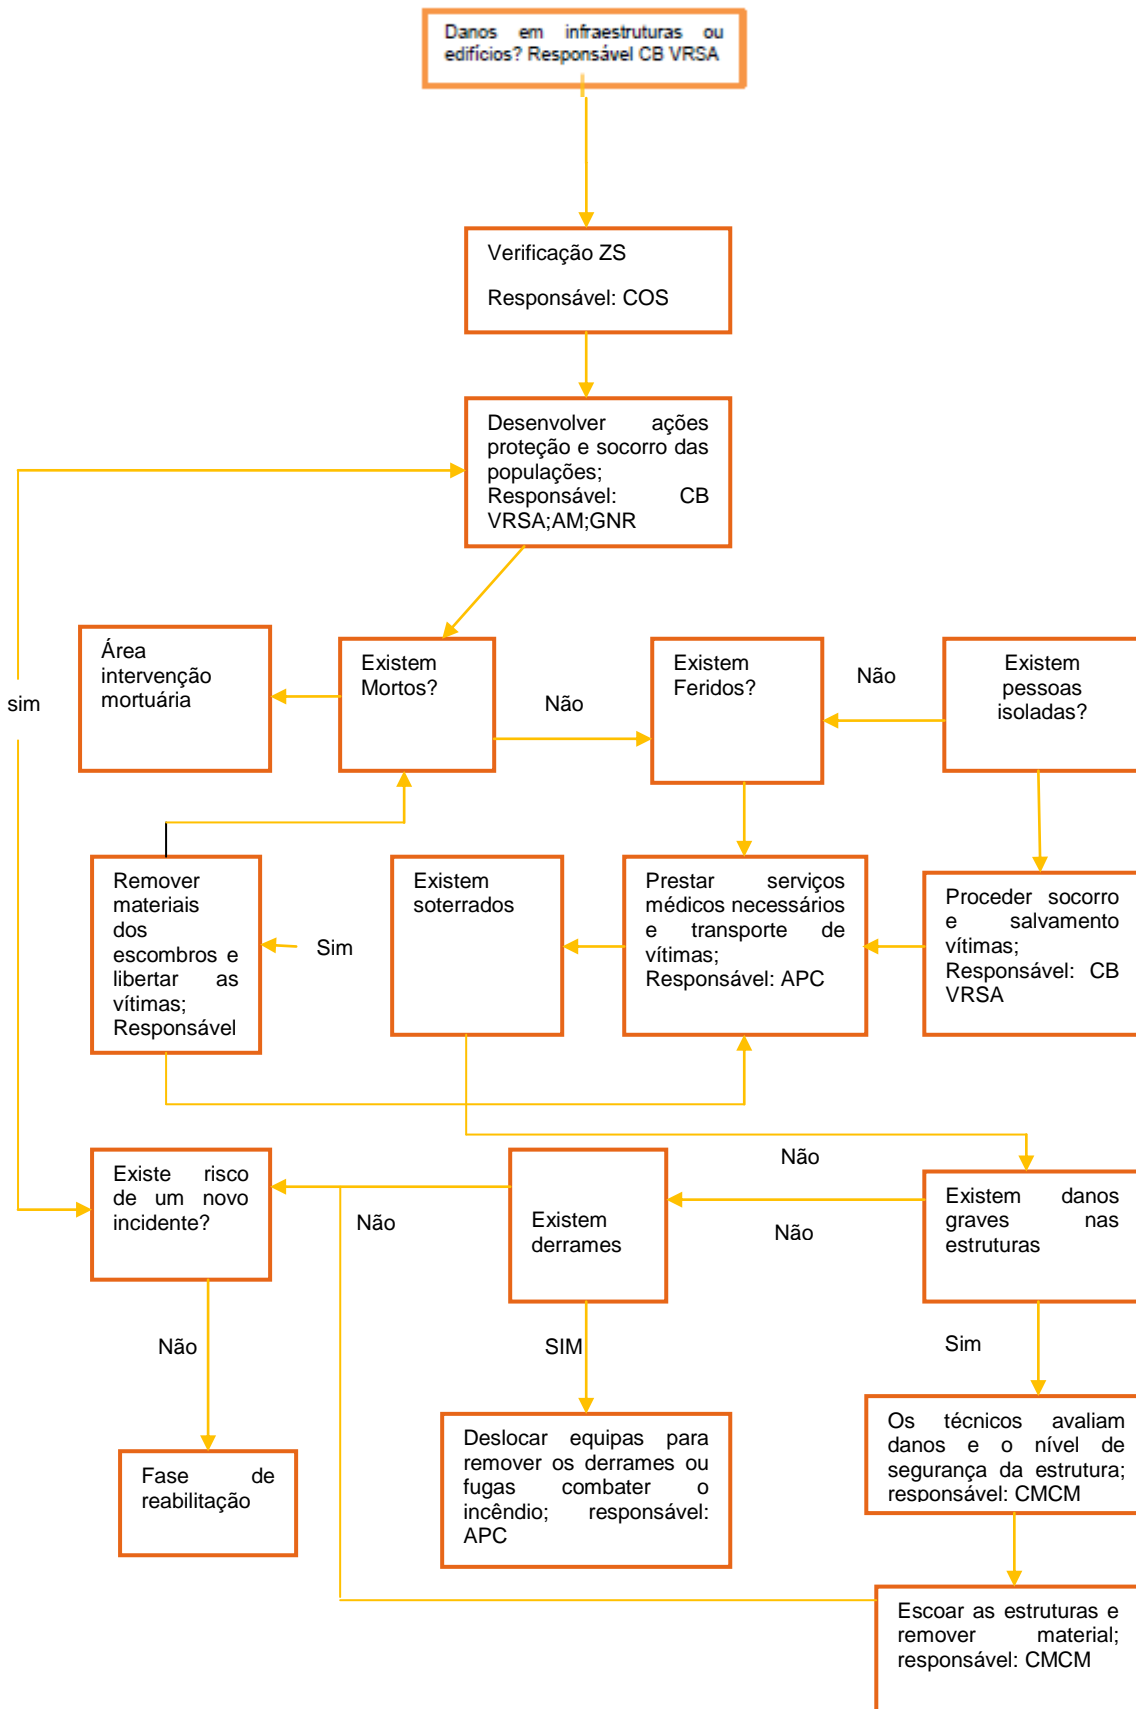 Danos em infraestruturas ou
edifícios? Responsável CB VRSA
Verificação ZS
Responsável: COS
Desenvolver ações
proteção e socorro das
populações;
Responsável: CB
VRSA;AM;GNR
Área
intervenção
mortuária
Existem
Mortos?
Não
Existem
Feridos?
Não
Existem
pessoas
isoladas?
sim
Remover
materiais
dos
escombros e
libertar as
vítimas;
Responsável
Sim
Existem
soterrados
Prestar serviços
médicos necessários
e transporte de
vítimas;
Responsável: APC
Proceder socorro
e salvamento
vítimas;
Responsável: CB
VRSA
Não
Existe risco
de um novo
incidente?
Não
Existem
derrames
Não
Existem danos
graves nas
estruturas
Não
SIM
Sim
Fase de
reabilitação
Deslocar equipas para
remover os derrames ou
fugas combater o
incêndio; responsável:
APC
Os técnicos avaliam
danos e o nível de
segurança da estrutura;
responsável: CMCM
Escoar as estruturas e
remover material;
responsável: CMCM